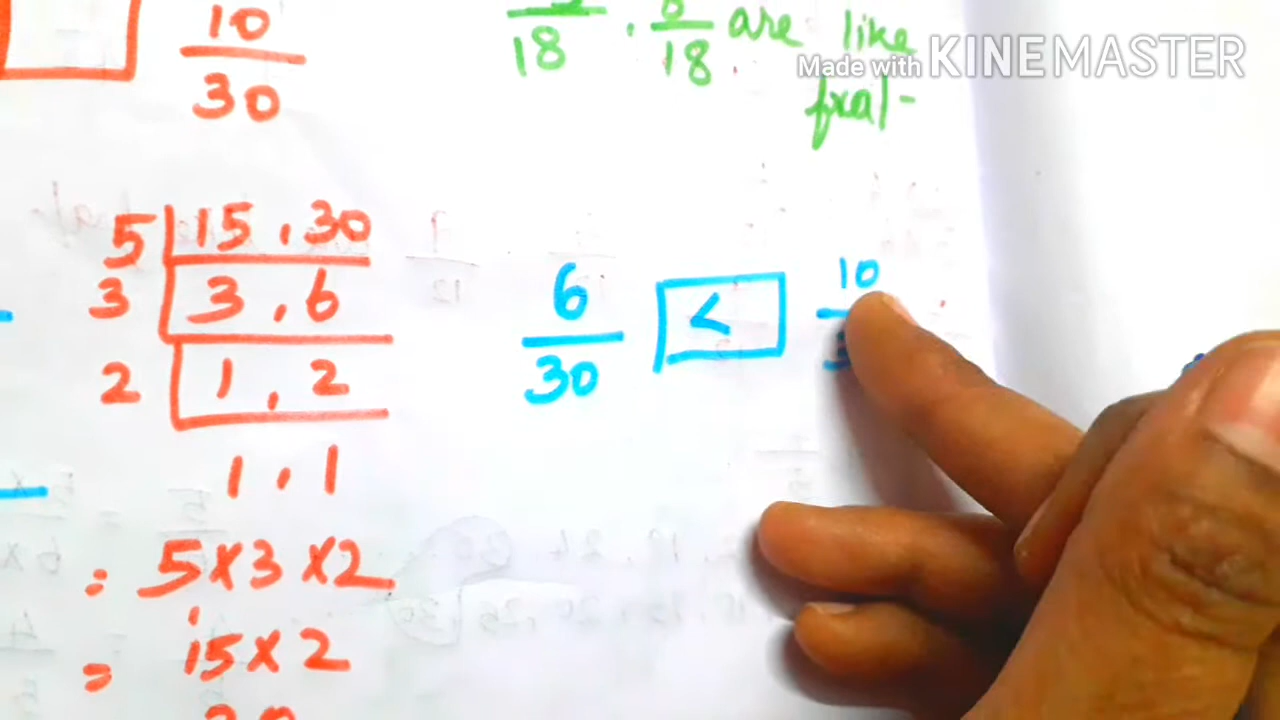 10
30
18 , 18 are like
Made with KINEMASTER
5 | 15 , 30
3 | 3 , 6
2 | 1 , 2
1 , 1
= 5×3×2
= 15×2
6 < 10
30